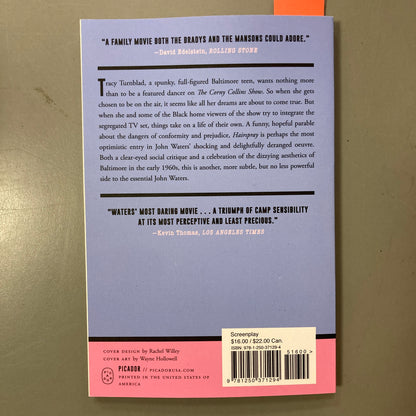 "A FAMILY MOVIE BOTH THE BRADYS AND THE MANSONS COULD ADORE."
—David Edelstein, ROLLING STONE
Tracy Turnblad, a spunky, full-figured Baltimore teen, wants nothing more
than to be a featured dancer on The Corny Collins Show. So when she gets
chosen to be on the air, it seems like all her dreams are about to come true. But
when she and some of the Black home viewers of the show try to integrate the
segregated TV set, things take on a life of their own. A funny, hopeful parable
about the dangers of conformity and prejudice, Hairspray is perhaps the most
optimistic entry in John Waters' shocking and delightfully deranged oeuvre.
Both a clear-eyed social critique and a celebration of the dizzying aesthetics of
Baltimore in the early 1960s, this is another, more subtle, but no less powerful
side to the essential John Waters.
"WATERS' MOST DARING MOVIE . . . A TRIUMPH OF CAMP SENSIBILITY
AT ITS MOST PERCEPTIVE AND LEAST PRECIOUS."
—Kevin Thomas, LOS ANGELES TIMES
COVER DESIGN by Rachel Willey
COVER ART by Wayne Hollowell
PICADOR // PICADORUSA.COM
PRINTED IN THE UNITED STATES OF
AMERICA
Screenplay
$16.00 / $22.00 Can.
ISBN: 978-1-250-37129-4
51600>
9 781250 371294